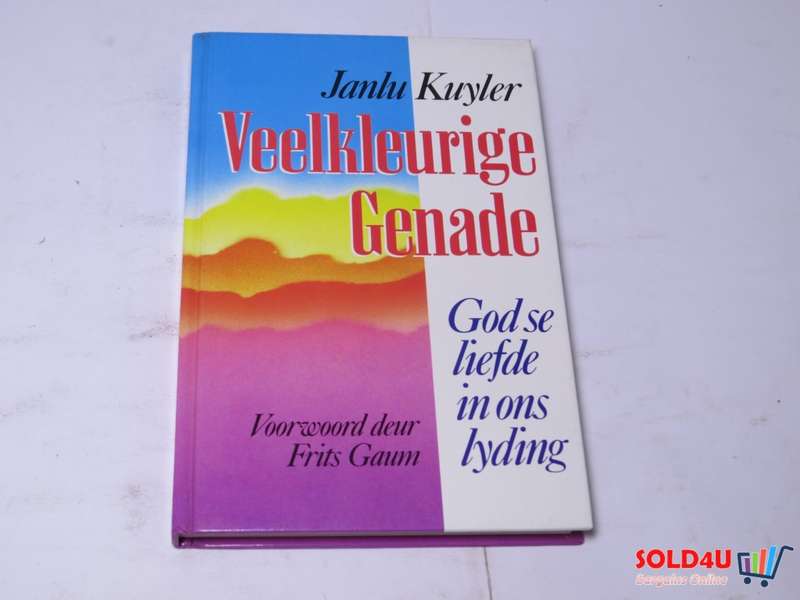 Janlu Kuyler
Veelkleurige
Genade
God se
liefde
in ons
lyding
Voorwoord deur
Frits Gaum
SOLD4U
Bargains Online